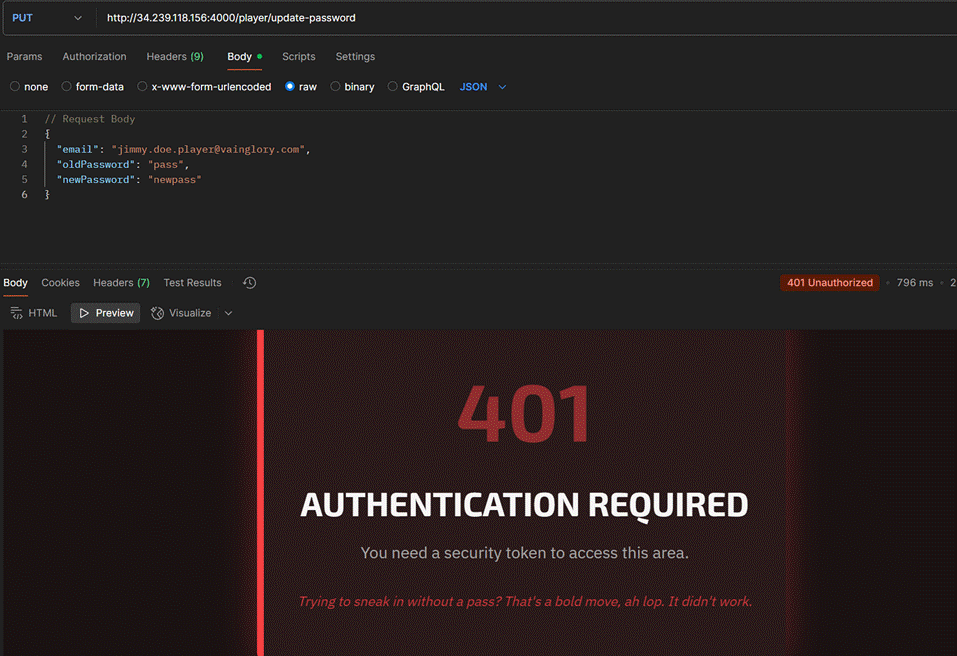 PUT http://34.239.118.156:4000/player/update-password
Params Authorization Headers (9) Body Scripts Settings
none form-data x-www-form-urlencoded raw binary GraphQL JSON
1 // Request Body
2 {
3 "email": "jimmy.doe.player@vainglory.com",
4 "oldPassword": "pass",
5 "newPassword": "newpass"
6 }
Body Cookies Headers (7) Test Results 401 Unauthorized • 796 ms • 2
HTML Preview Visualize
401
AUTHENTICATION REQUIRED
You need a security token to access this area.
Trying to sneak in without a pass? That's a bold move, ah lop. It didn't work.